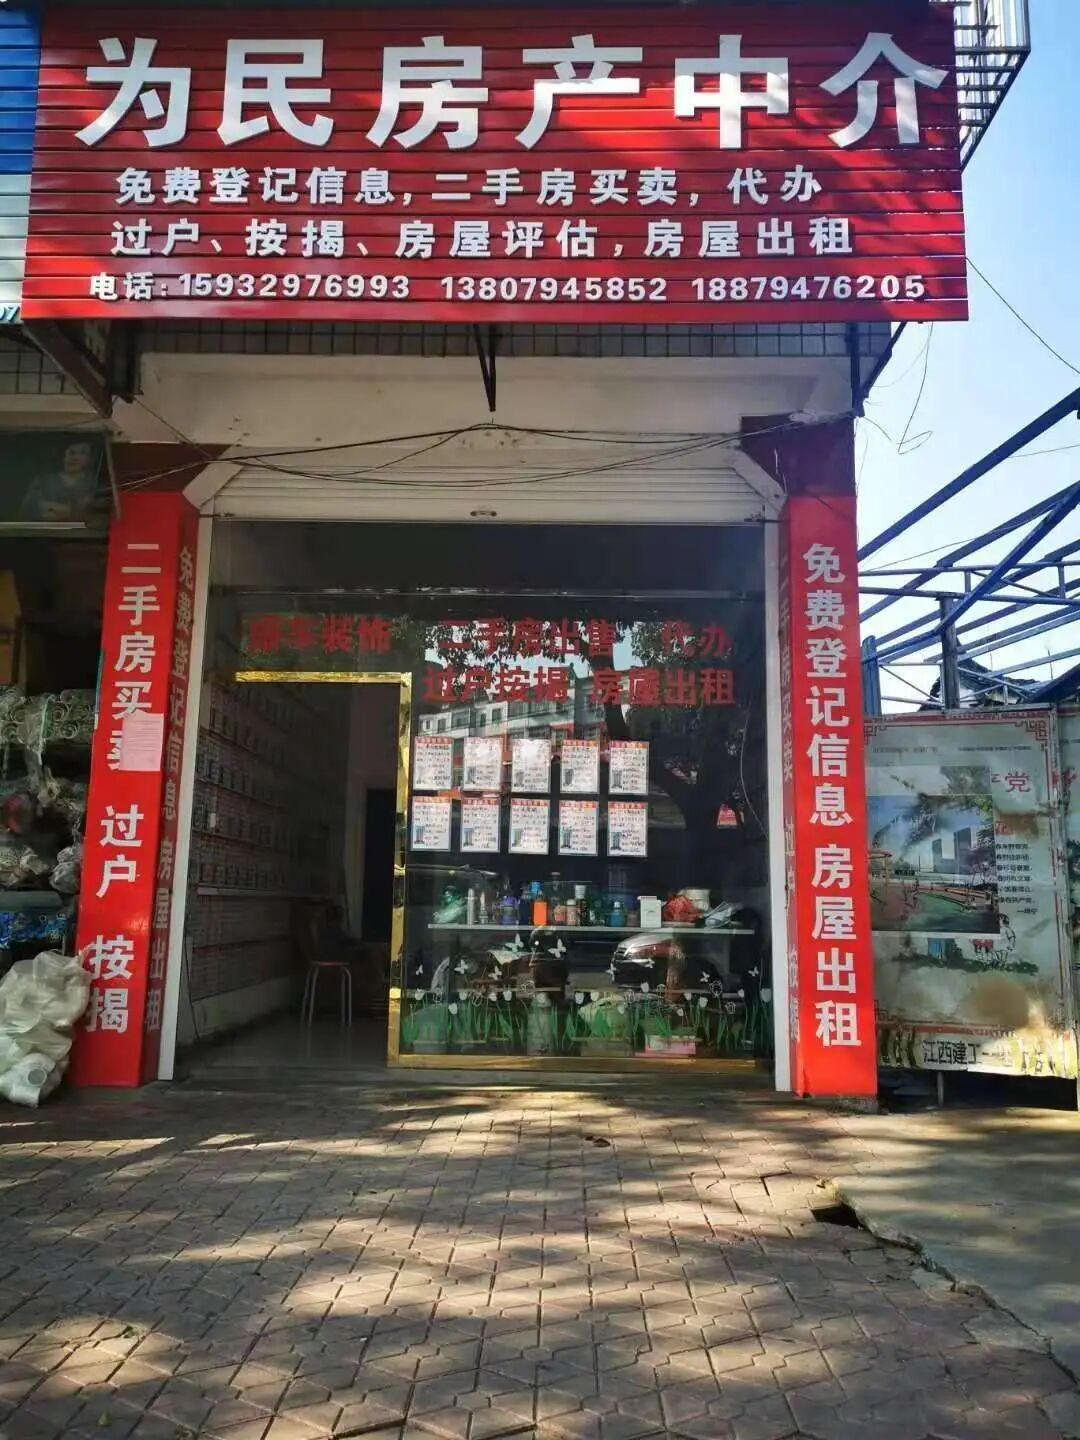 为民房产中介
免费登记信息,二手房买卖,代办
过户、按揭、房屋评估,房屋出租
电话:15932976993 13807945852 18879476205
二手房买卖 过户 按揭
免费登记信息 房屋出租
装饰 二手房出售 代办
过户按揭 房屋出租
免费登记信息 房屋出租
党
江西建工